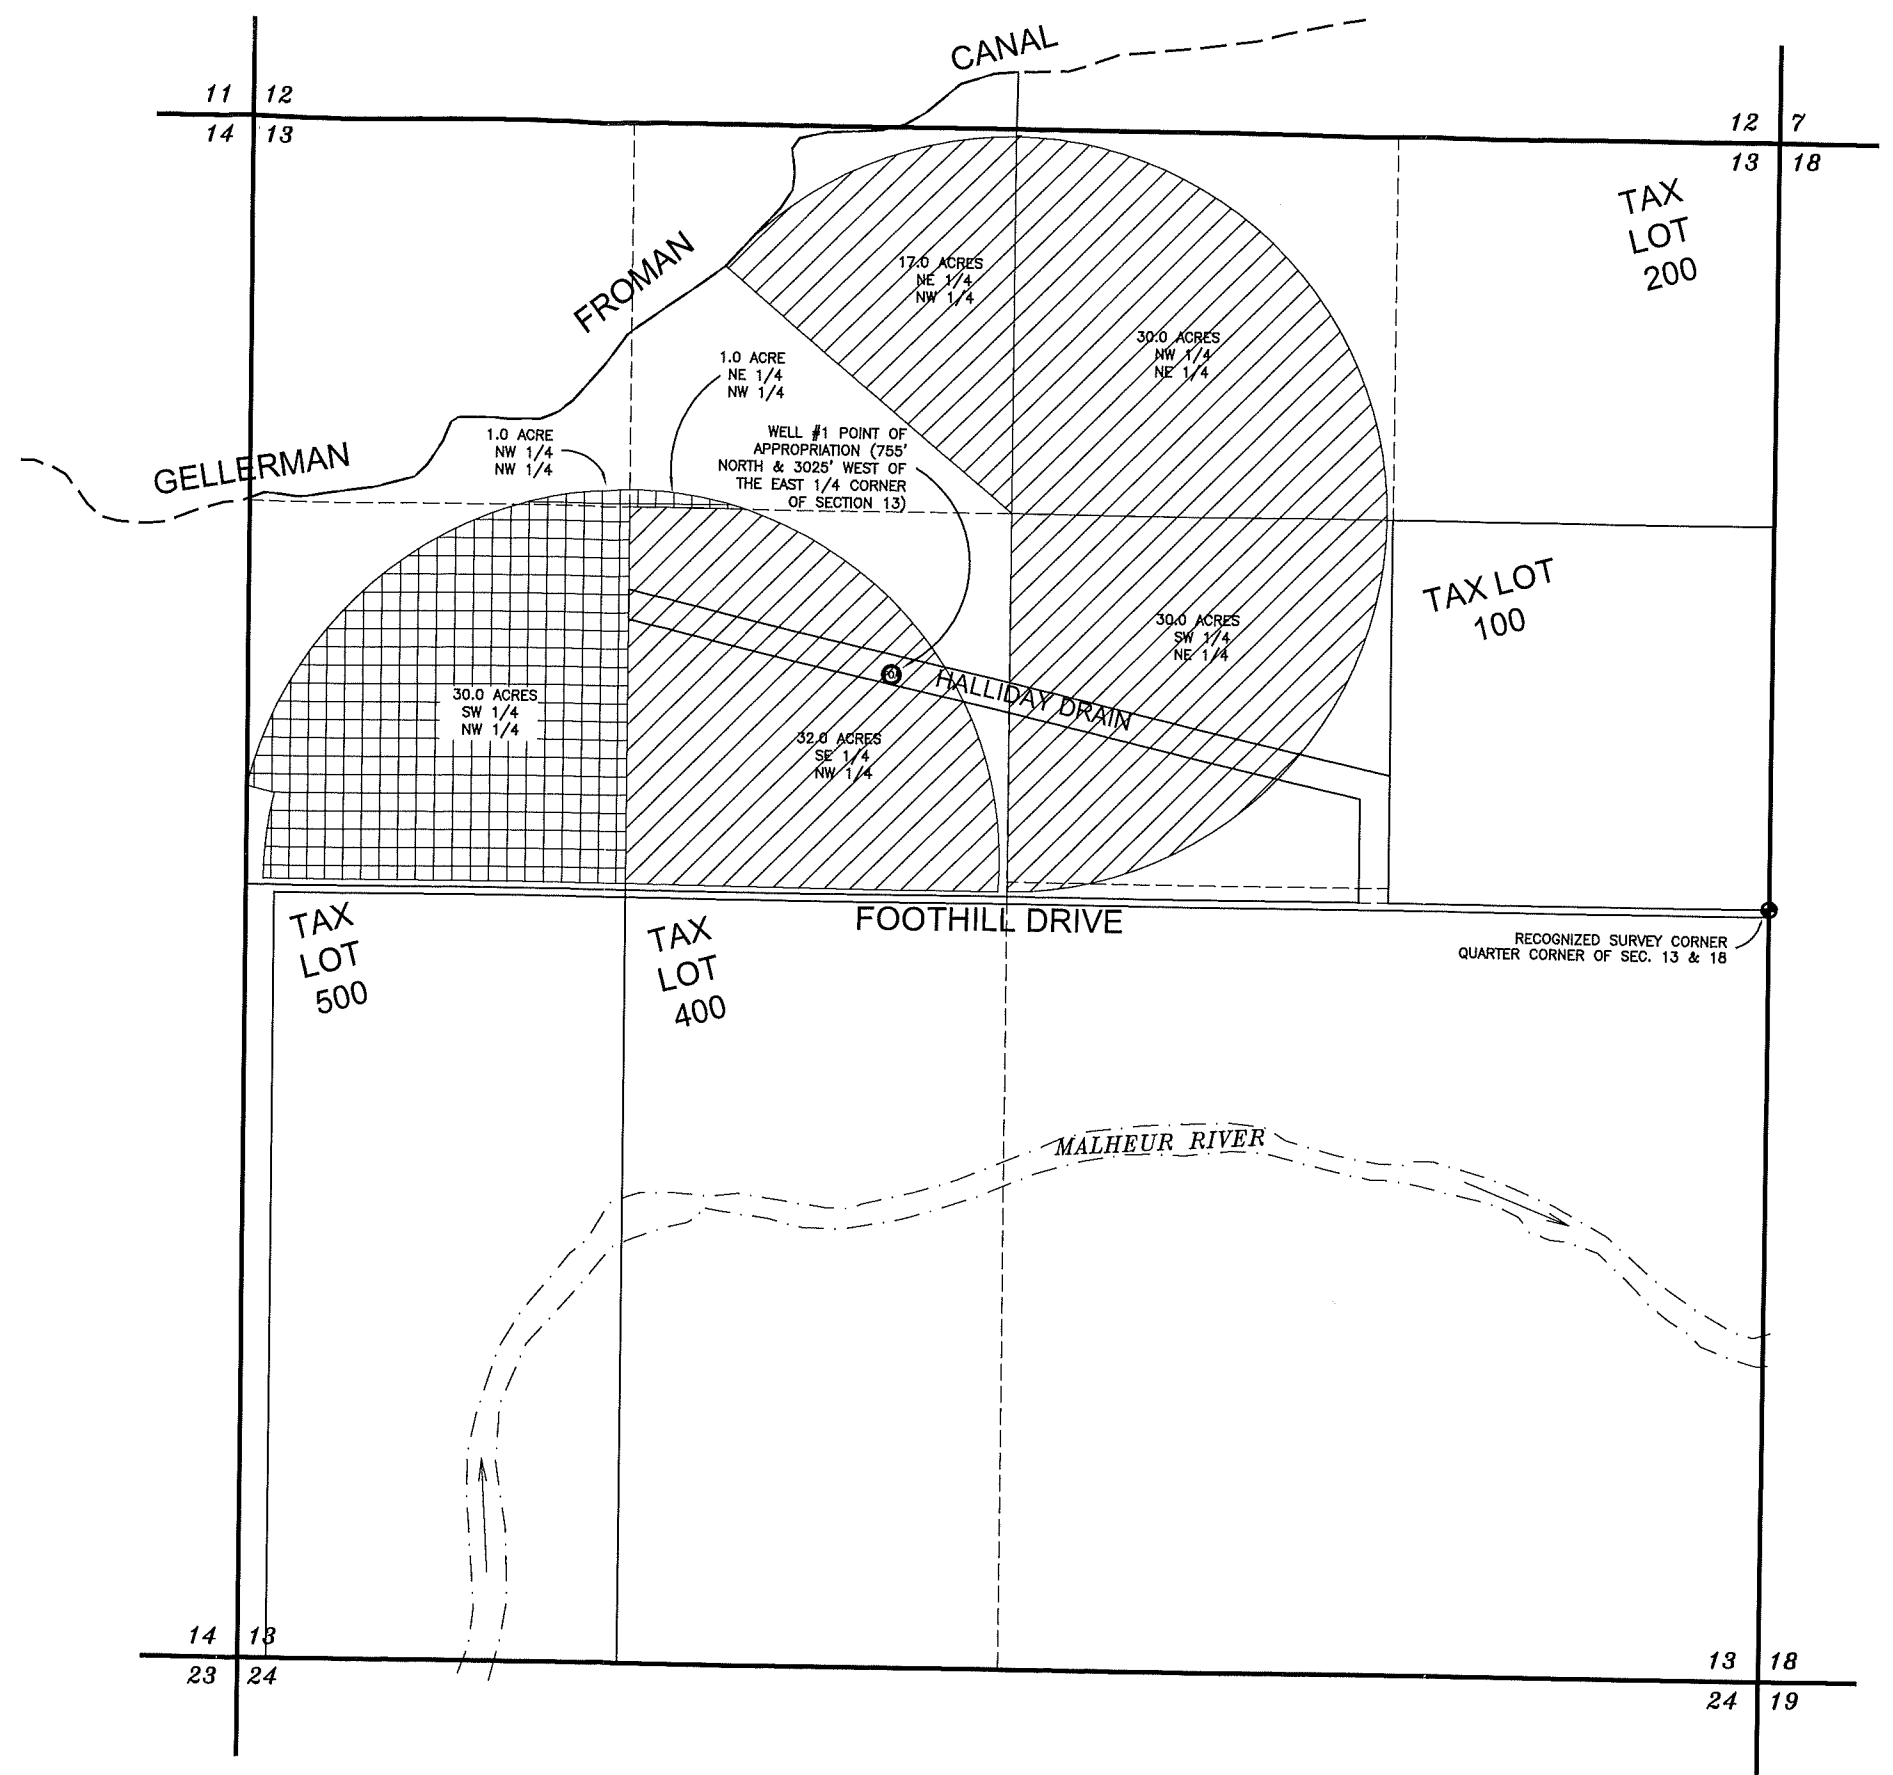 CANAL
11 12
14 13
12 7
13 18
TAX
LOT
200
FROMAN
17.0 ACRES
NE 1/4
NW 1/4
30.0 ACRES
NW 1/4
NE 1/4
1.0 ACRE
NE 1/4
NW 1/4
GELLERMAN
1.0 ACRE
NW 1/4
NW 1/4
WELL #1 POINT OF
APPROPRIATION (755'
NORTH & 3025' WEST OF
THE EAST 1/4 CORNER
OF SECTION 13)
TAX LOT
100
30.0 ACRES
SW 1/4
NE 1/4
30.0 ACRES
SW 1/4
NW 1/4
HALLIDAY DRAIN
32.0 ACRES
SE 1/4
NW 1/4
TAX
LOT
500
TAX
LOT
400
FOOTHILL DRIVE
RECOGNIZED SURVEY CORNER
QUARTER CORNER OF SEC. 13 & 18
MALHEUR RIVER
14 13
23 24
13 18
24 19